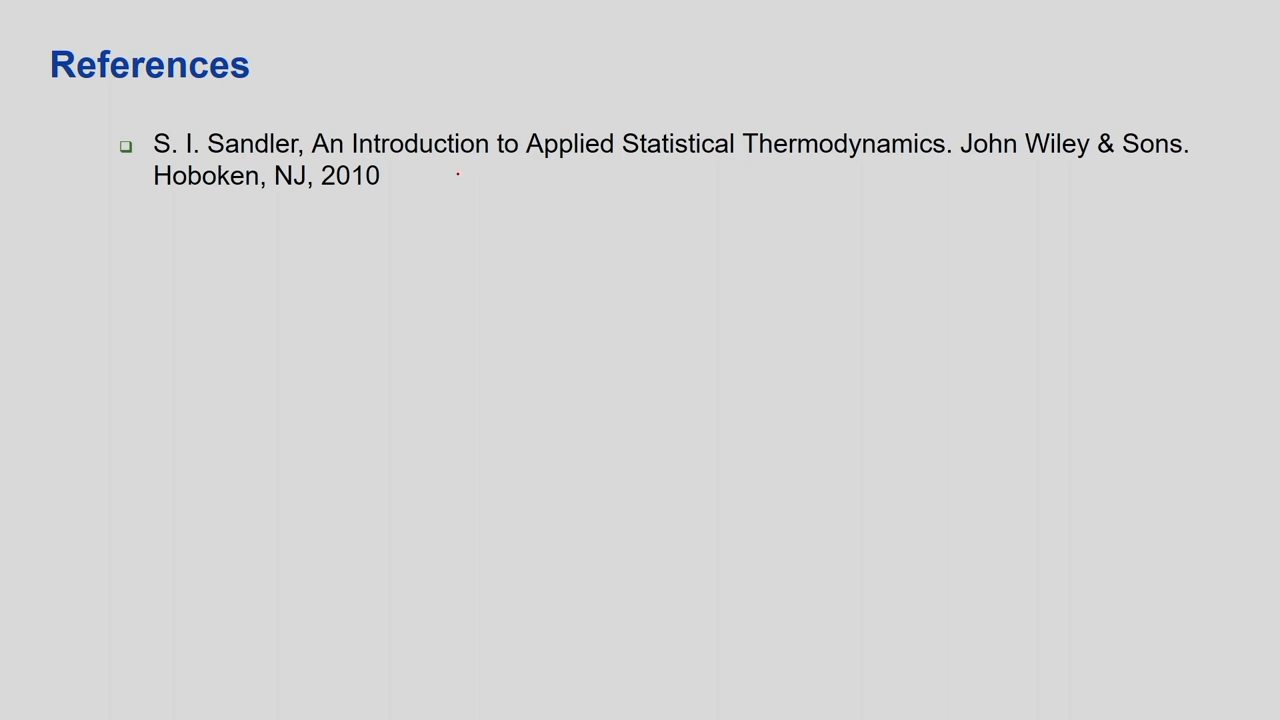 References
S. I. Sandler, An Introduction to Applied Statistical Thermodynamics. John Wiley & Sons.
Hoboken, NJ, 2010